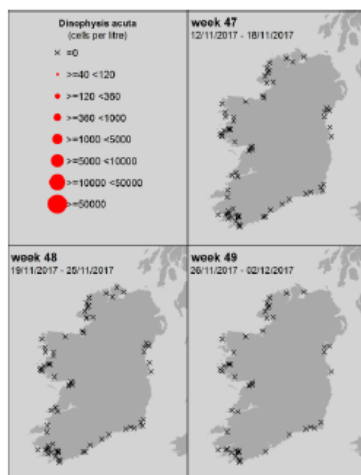 Dinophysis acuta
(cells per litre)
× =0
>=40 <120
>=120 <360
>=360 <1000
>=1000 <5000
>=5000 <10000
>=10000 <50000
>=50000
week 47
12/11/2017 - 18/11/2017
week 48
19/11/2017 - 25/11/2017
week 49
26/11/2017 - 02/12/2017